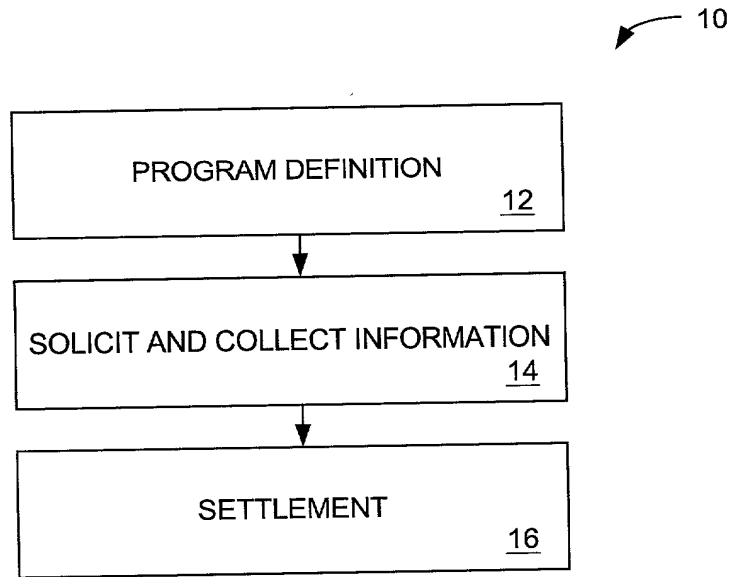 10
PROGRAM DEFINITION
12
SOLICIT AND COLLECT INFORMATION
14
SETTLEMENT
16